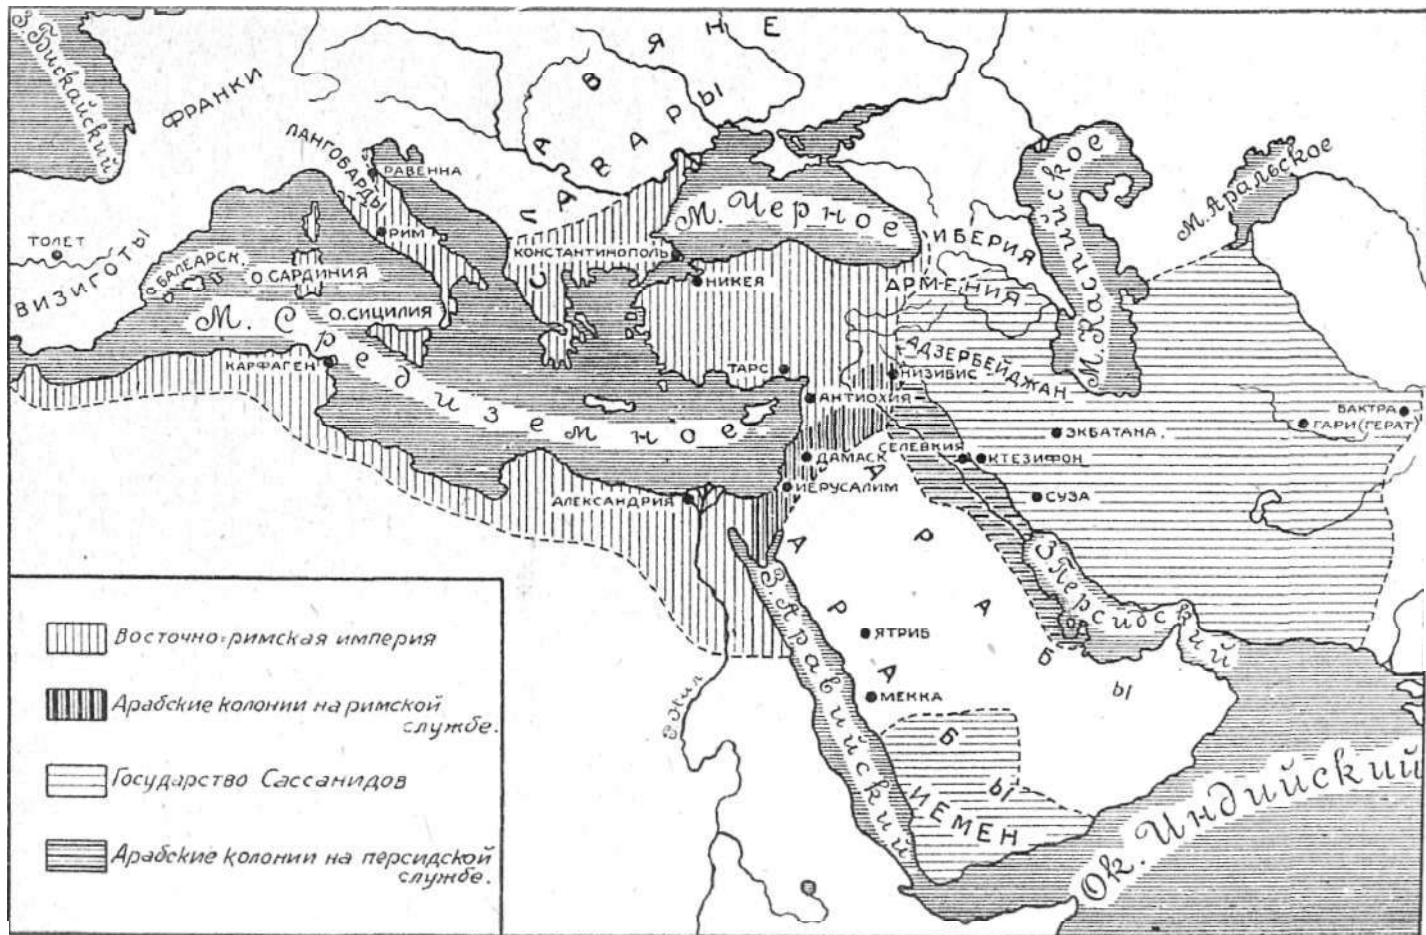 З. Бискайский
ФРАНКИ
СЛАВЯНЕ
АВАРЫ
ЛАНГОБАРДЫ
РАВЕННА
РИМ
ТОЛЕТ
ВИЗИГОТЫ
О. БАЛЕАРСК.
О. САРДИНИЯ
О. СИЦИЛИЯ
М. Средиземное
КАРФАГЕН
КОНСТАНТИНОПОЛЬ
НИКЕЯ
М. Черное
М. Каспийское
М. Аральское
ИБЕРИЯ
АРМЕНИЯ
АДЗЕРБЕЙДЖАН
НИЗИБИС
ТАРС
АНТИОХИЯ
ДАМАСК
ИЕРУСАЛИМ
АЛЕКСАНДРИЯ
СЕЛЕВКИЯ
КТЕЗИФОН
ЭКБАТАНА.
СУЗА
БАКТРА
ГАРИ (ГЕРАТ)
АРАБЫ
АРАБЫ
ЯТРИБ
МЕККА
ИЕМЕН
З. Персидский
З. Аравийский
Ок. Индийский
р. Нил
Восточно-римская империя
Арабские колонии на римской
службе.
Государство Сассанидов
Арабские колонии на персидской
службе.